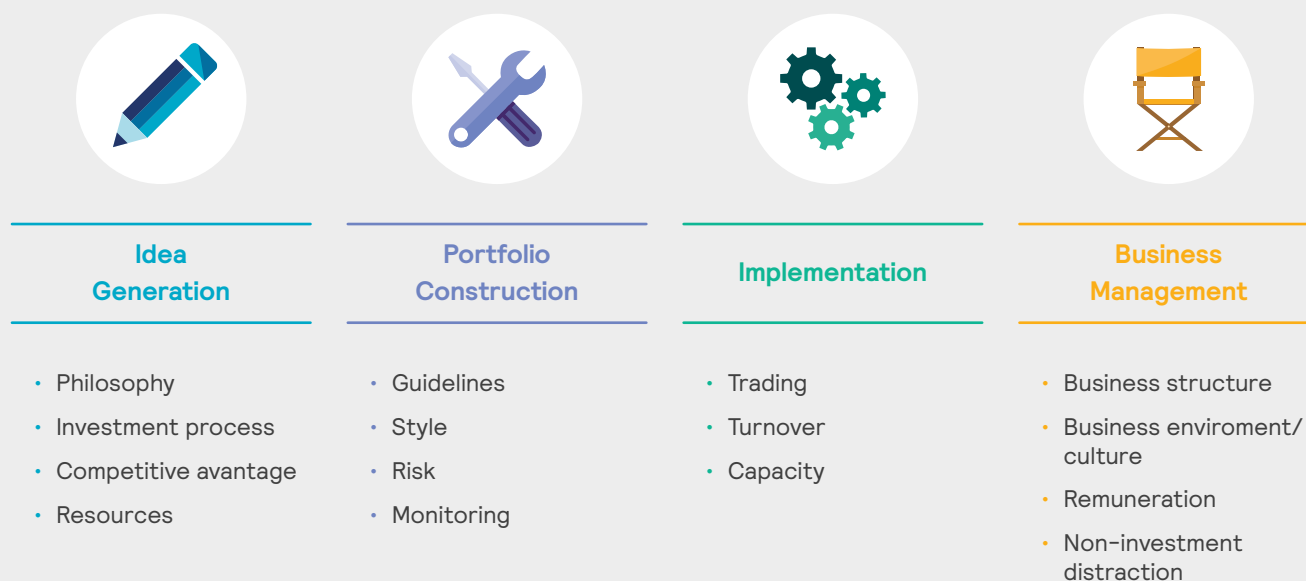 Idea
Generation
• Philosophy
• Investment process
• Competitive avantage
• Resources
Portfolio
Construction
• Guidelines
• Style
• Risk
• Monitoring
Implementation
• Trading
• Turnover
• Capacity
Business
Management
• Business structure
• Business enviroment/
culture
• Remuneration
• Non-investment
distraction